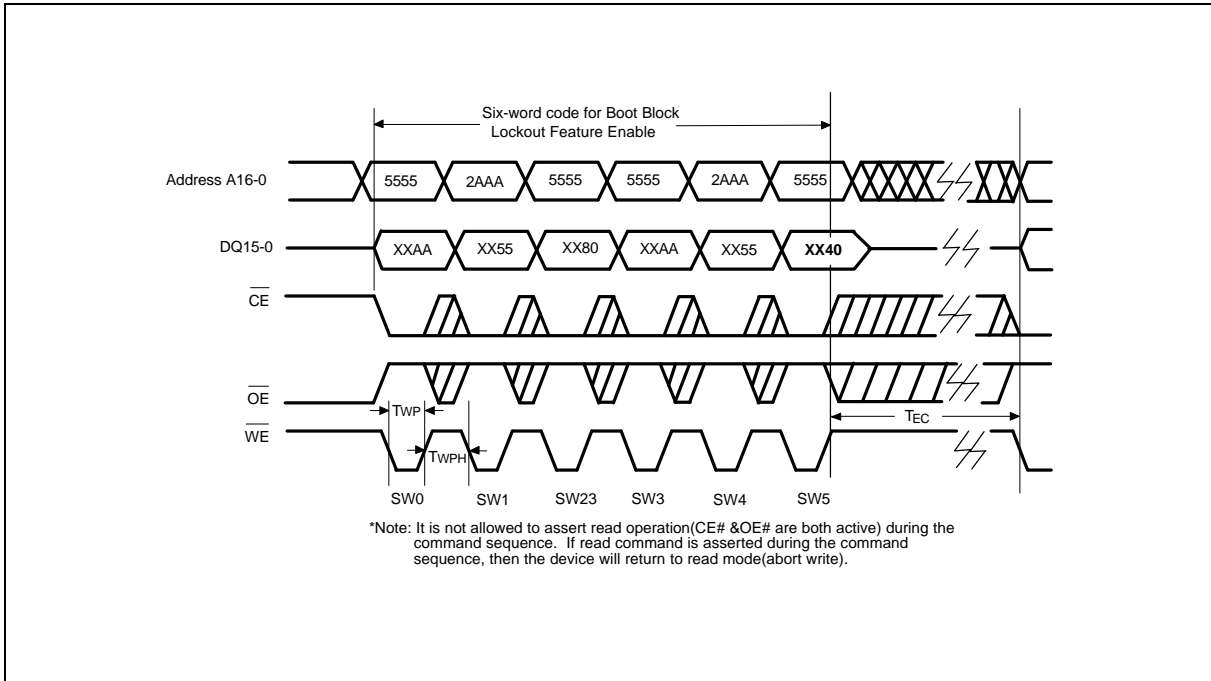 Six-word code for Boot Block
Lockout Feature Enable
Address A16-0
5555 2AAA 5555 5555 2AAA 5555
DQ15-0
XXAA XX55 XX80 XXAA XX55 XX40
CE
OE
TWP
TEC
WE
TWPH
SW0 SW1 SW23 SW3 SW4 SW5
*Note: It is not allowed to assert read operation(CE# &OE# are both active) during the
command sequence. If read command is asserted during the command
sequence, then the device will return to read mode(abort write).